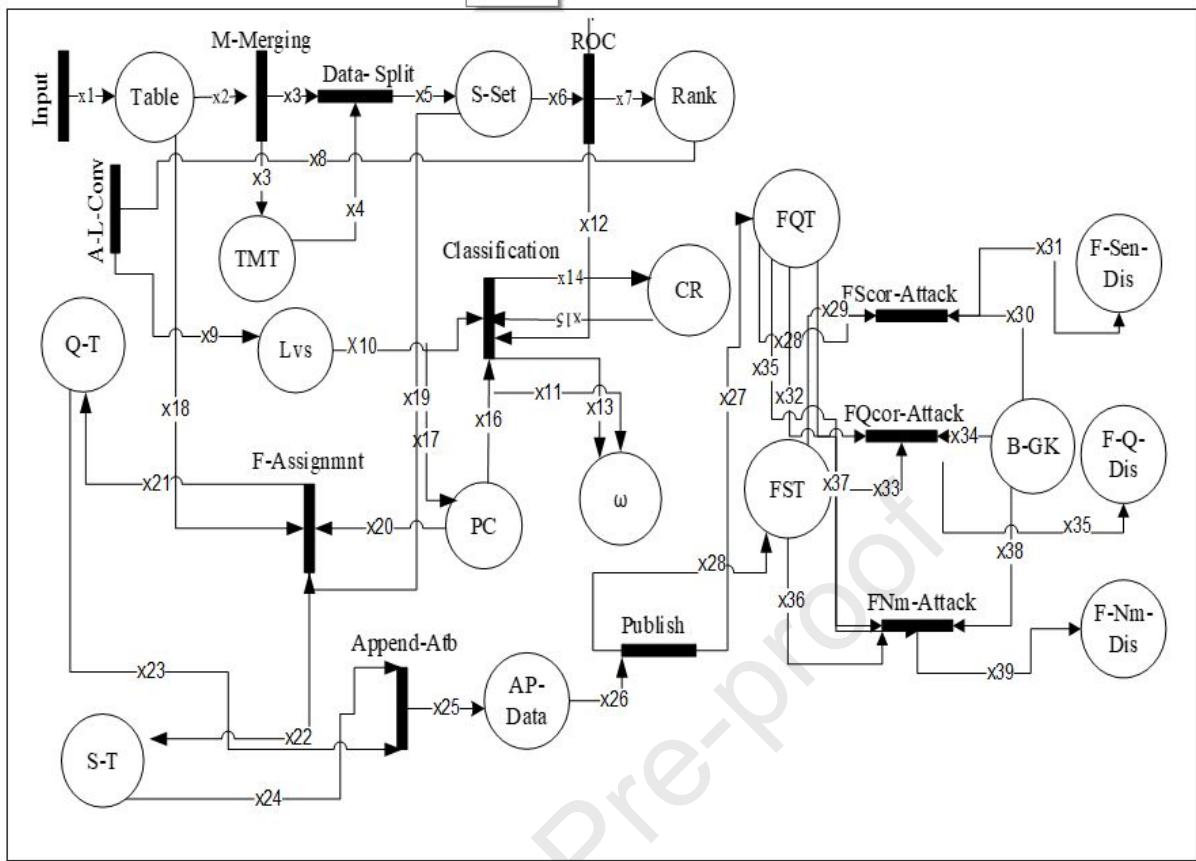 ROC
M-Merging
Data- Split
Input
x1
Table
x2
x3
x5
S-Set
x6
x7
Rank
A-L-Conv
x8
x3
x4
x12
TMT
Classification
x14
CR
x15
FQT
x31
F-Sen-
Dis
FScor-Attack
x29
x30
x28
Q-T
x9
Lvs
X10
x35
x11
x13
x27
x32
x18
x19
x16
x17
FQcor-Attack
x34
B-GK
F-Q-
Dis
F-Assignmnt
x21
x20
PC
ω
FST
x37
x33
x35
x38
x28
x36
FNm-Attack
Publish
F-Nm-
Dis
x39
Append-Atb
x23
x25
AP-
Data
x26
x22
S-T
x24
Pre-proof